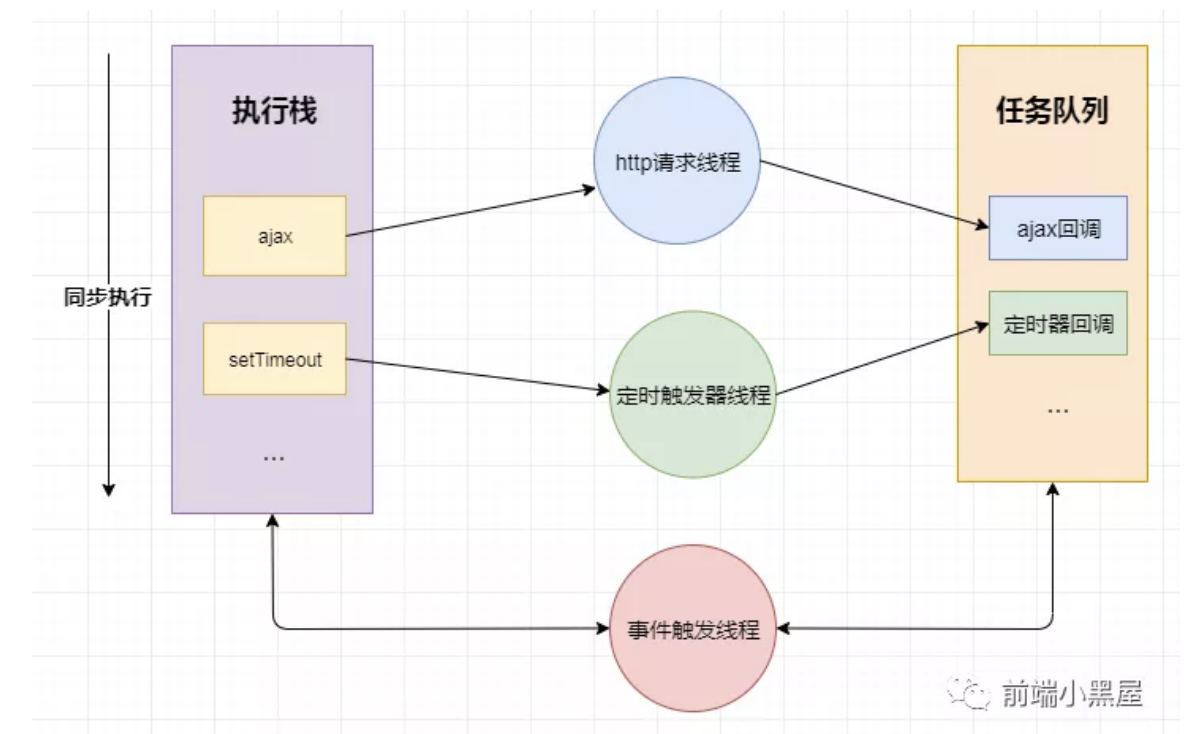 执行栈
任务队列
http请求线程
ajax
ajax回调
同步执行
setTimeout
定时器回调
定时触发器线程
...
...
事件触发线程
前端小黑屋